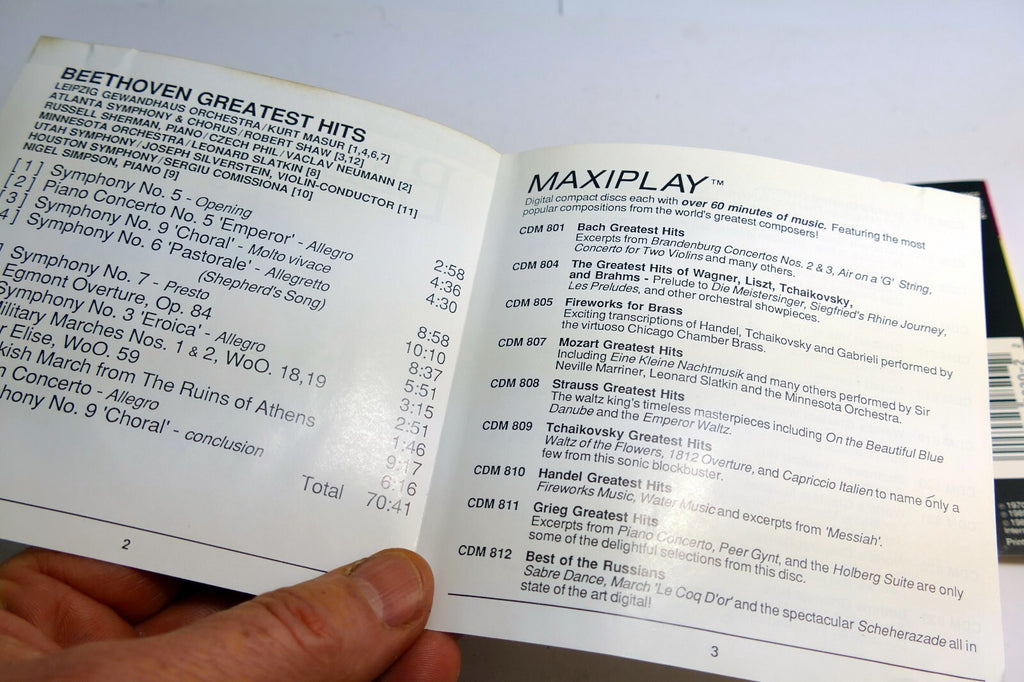 BEETHOVEN GREATEST HITS
LEIPZIG GEWANDHAUS ORCHESTRA/KURT MASUR [1,4,6,7]
ATLANTA SYMPHONY & CHORUS/ROBERT SHAW [3,12]
RUSSELL SHERMAN, PIANO/CZECH PHIL/VACLAV NEUMANN [2]
MINNESOTA ORCHESTRA/LEONARD SLATKIN [8]
UTAH SYMPHONY/JOSEPH SILVERSTEIN, VIOLIN-CONDUCTOR [11]
HOUSTON SYMPHONY/SERGIU COMISSIONA [10]
NIGEL SIMPSON, PIANO [9]
[1] Symphony No. 5 - Opening
[2] Piano Concerto No. 5 'Emperor' - Allegro 2:58
[3] Symphony No. 9 'Choral' - Molto vivace 4:36
4] Symphony No. 6 'Pastorale' - Allegretto 4:30
(Shepherd's Song)
] Symphony No. 7 - Presto 8:58
Egmont Overture, Op. 84 10:10
Symphony No. 3 'Eroica' - Allegro 8:37
Military Marches Nos. 1 & 2, WoO. 18,19 5:51
r Elise, WoO. 59 3:15
kish March from The Ruins of Athens 2:51
n Concerto - Allegro 1:46
hony No. 9 'Choral' - conclusion 9:17
6:16
Total 70:41
2
MAXIPLAY™
Digital compact discs each with over 60 minutes of music. Featuring the most
popular compositions from the world's greatest composers!
CDM 801 Bach Greatest Hits
Excerpts from Brandenburg Concertos Nos. 2 & 3, Air on a 'G' String,
Concerto for Two Violins and many others.
CDM 804 The Greatest Hits of Wagner, Liszt, Tchaikovsky,
and Brahms - Prelude to Die Meistersinger, Siegfried's Rhine Journey,
Les Preludes, and other orchestral showpieces.
CDM 805 Fireworks for Brass
Exciting transcriptions of Handel, Tchaikovsky and Gabrieli performed by
the virtuoso Chicago Chamber Brass.
CDM 807 Mozart Greatest Hits
Including Eine Kleine Nachtmusik and many others performed by Sir
Neville Marriner, Leonard Slatkin and the Minnesota Orchestra.
CDM 808 Strauss Greatest Hits
The waltz king's timeless masterpieces including On the Beautiful Blue
Danube and the Emperor Waltz.
CDM 809 Tchaikovsky Greatest Hits
Waltz of the Flowers, 1812 Overture, and Capriccio Italien to name only a
few from this sonic blockbuster.
CDM 810 Handel Greatest Hits
Fireworks Music, Water Music and excerpts from 'Messiah'.
CDM 811 Grieg Greatest Hits
Excerpts from Piano Concerto, Peer Gynt, and the Holberg Suite are only
some of the delightful selections from this disc.
CDM 812 Best of the Russians
Sabre Dance, March 'Le Coq D'or' and the spectacular Scheherazade all in
state of the art digital!
3